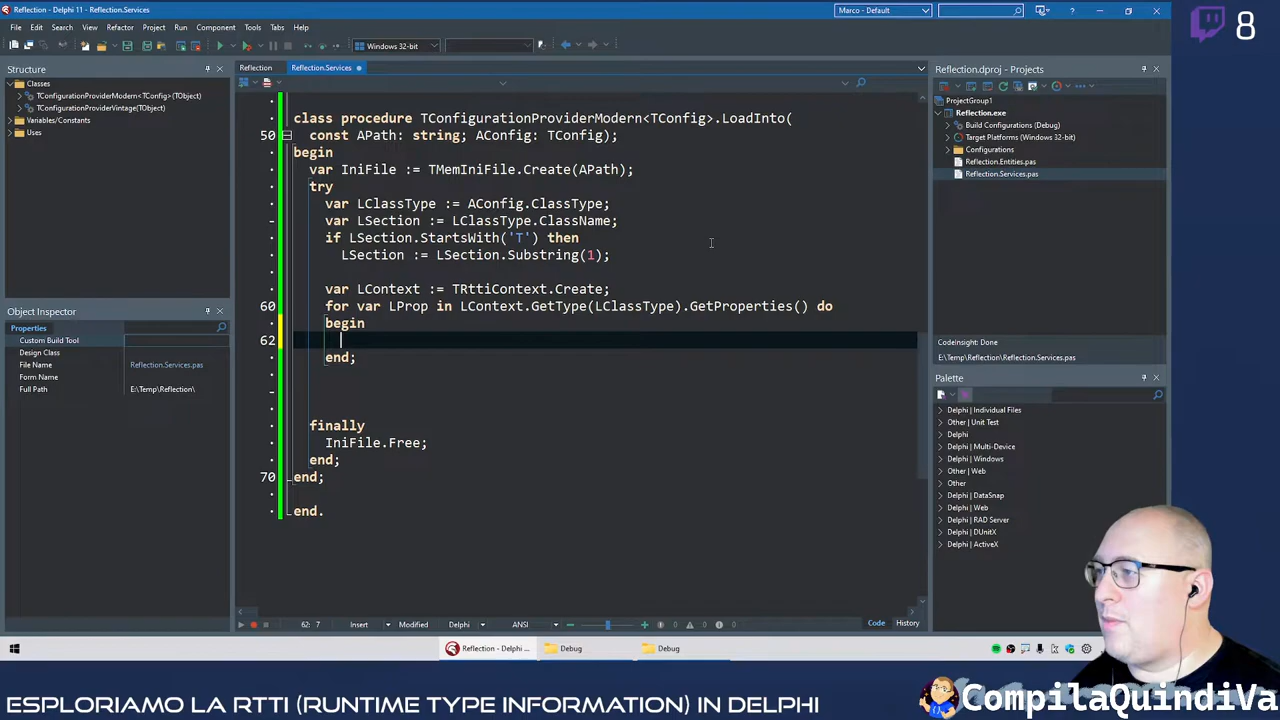 Reflection - Delphi 11 - Reflection.Services
Marco - Default
8
File Edit Search View Refactor Project Run Component Tools Tabs Help
Windows 32-bit
Structure
Classes
TConfigurationProviderModern<TConfig>(TObject)
TConfigurationProviderVintage(TObject)
Variables/Constants
Uses
Object Inspector
Properties
Custom Build Tool
Design Class
File Name Reflection.Services.pas
Form Name
Full Path E:\Temp\Reflection\
Reflection Reflection.Services
class procedure TConfigurationProviderModern<TConfig>.LoadInto(
50 const APath: string; AConfig: TConfig);
begin
var IniFile := TMemIniFile.Create(APath);
try
var LClassType := AConfig.ClassType;
var LSection := LClassType.ClassName;
if LSection.StartsWith('T') then
LSection := LSection.Substring(1);
var LContext := TRttiContext.Create;
60 for var LProp in LContext.GetType(LClassType).GetProperties() do
begin
62
end;
finally
IniFile.Free;
end;
70 end;
end.
62: 7 Insert Modified Delphi ANSI 0 0 0 Code History
Reflection.dproj - Projects
ProjectGroup1
Reflection.exe
Build Configurations (Debug)
Target Platforms (Windows 32-bit)
Configurations
Reflection.Entities.pas
Reflection.Services.pas
CodeInsight: Done
E:\Temp\Reflection\Reflection.Services.pas
Palette
Delphi | Individual Files
Other | Unit Test
Delphi
Delphi | Multi-Device
Delphi | Windows
Other | Web
Other
Delphi | DataSnap
Delphi | Web
Delphi | RAD Server
Delphi | DUnitX
Delphi | ActiveX
Reflection - Delphi ... Debug Debug
ESPLORIAMO LA RTTI (RUNTIME TYPE INFORMATION) IN DELPHI
CompilaQuindiVa